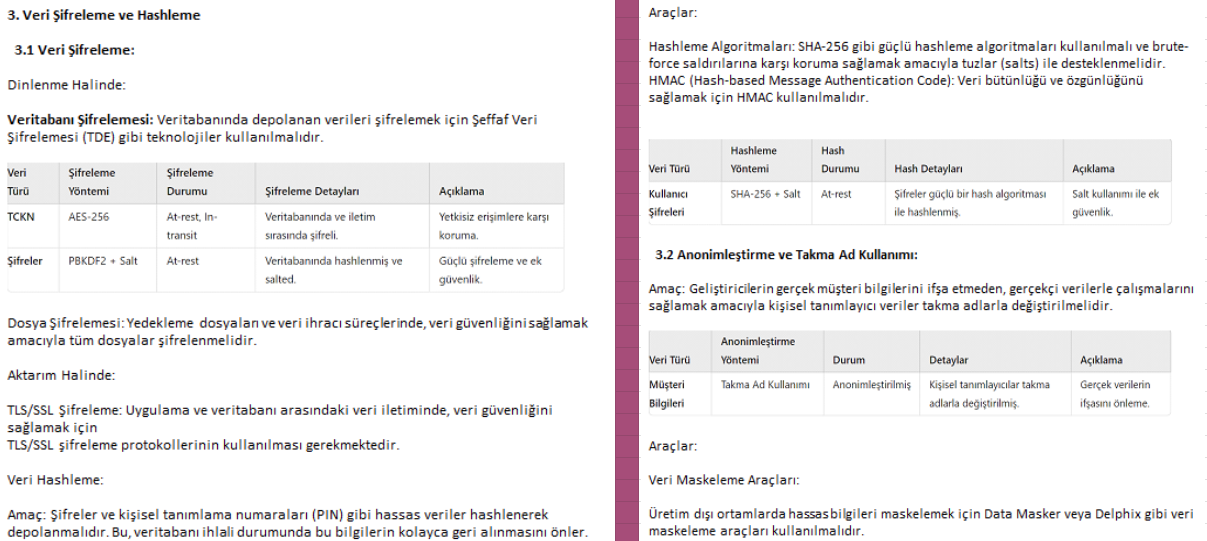 3. Veri Şifreleme ve Hashleme
3.1 Veri Şifreleme:
Dinlenme Halinde:
Veritabanı Şifrelemesi: Veritabanında depolanan verileri şifrelemek için Şeffaf Veri
Şifrelemesi (TDE) gibi teknolojiler kullanılmalıdır.
Veri Türü Şifreleme Yöntemi Şifreleme Durumu Şifreleme Detayları Açıklama
TCKN AES-256 At-rest, In-transit Veritabanında ve iletim sırasında şifreli. Yetkisiz erişimlere karşı koruma.
Şifreler PBKDF2 + Salt At-rest Veritabanında hashlenmiş ve salted. Güçlü şifreleme ve ek güvenlik.
Dosya Şifrelemesi: Yedekleme dosyaları ve veri ihracı süreçlerinde, veri güvenliğini sağlamak
amacıyla tüm dosyalar şifrelenmelidir.
Aktarım Halinde:
TLS/SSL Şifreleme: Uygulama ve veritabanı arasındaki veri iletiminde, veri güvenliğini
sağlamak için
TLS/SSL şifreleme protokollerinin kullanılması gerekmektedir.
Veri Hashleme:
Amaç: Şifreler ve kişisel tanımlama numaraları (PIN) gibi hassas veriler hashlenerek
depolanmalıdır. Bu, veritabanı ihlali durumunda bu bilgilerin kolayca geri alınmasını önler.
Araçlar:
Hashleme Algoritmaları: SHA-256 gibi güçlü hashleme algoritmaları kullanılmalı ve brute-
force saldırılarına karşı koruma sağlamak amacıyla tuzlar (salts) ile desteklenmelidir.
HMAC (Hash-based Message Authentication Code): Veri bütünlüğü ve özgünlüğünü
sağlamak için HMAC kullanılmalıdır.
Veri Türü Hashleme Yöntemi Hash Durumu Hash Detayları Açıklama
Kullanıcı Şifreleri SHA-256 + Salt At-rest Şifreler güçlü bir hash algoritması ile hashlenmiş. Salt kullanımı ile ek güvenlik.
3.2 Anonimleştirme ve Takma Ad Kullanımı:
Amaç: Geliştiricilerin gerçek müşteri bilgilerini ifşa etmeden, gerçekçi verilerle çalışmalarını
sağlamak amacıyla kişisel tanımlayıcı veriler takma adlarla değiştirilmelidir.
Veri Türü Anonimleştirme Yöntemi Durum Detaylar Açıklama
Müşteri Bilgileri Takma Ad Kullanımı Anonimleştirilmiş Kişisel tanımlayıcılar takma adlarla değiştirilmiş. Gerçek verilerin ifşasını önleme.
Araçlar:
Veri Maskeleme Araçları:
Üretim dışı ortamlarda hassas bilgileri maskelemek için Data Masker veya Delphix gibi veri
maskeleme araçları kullanılmalıdır.